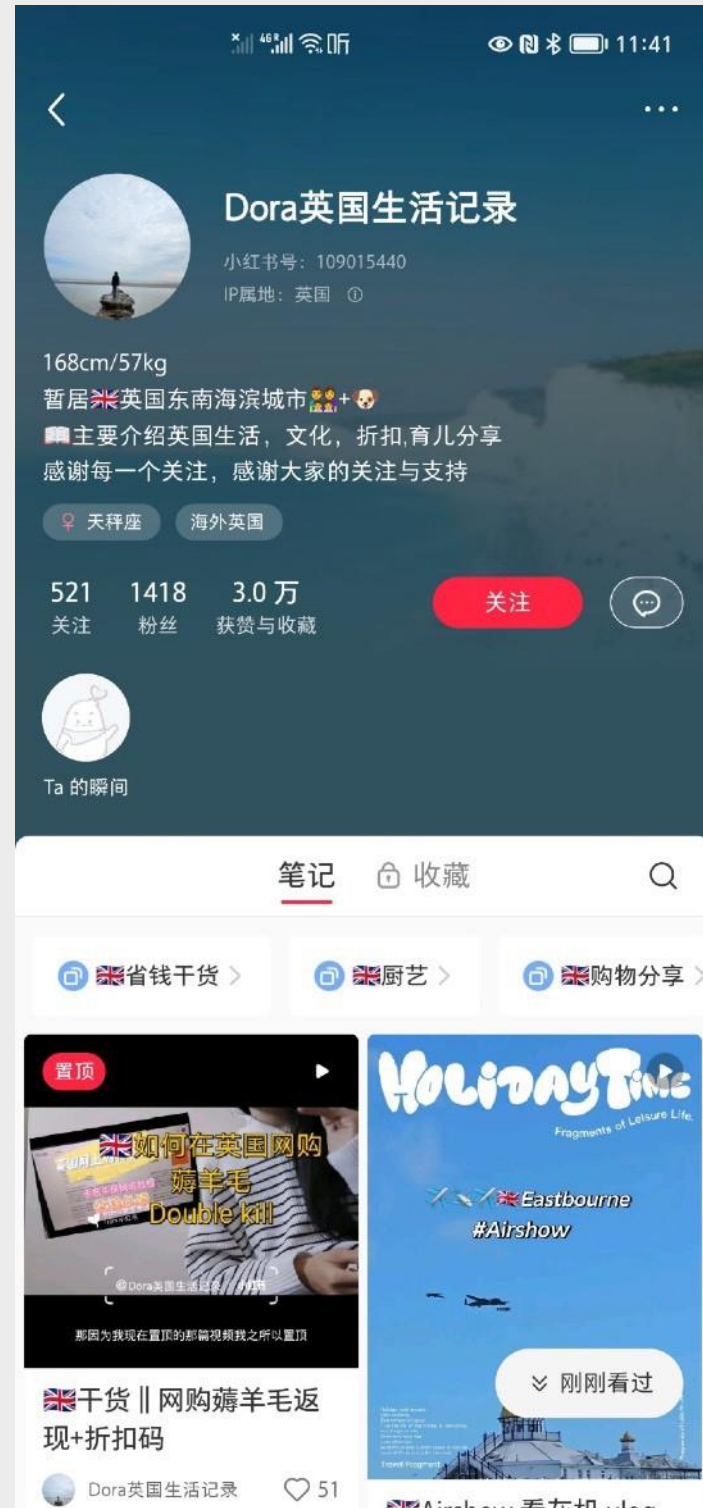 11:41
Dora英国生活记录
小红书号：109015440
IP属地：英国
168cm/57kg
暂居🇬🇧英国东南海滨城市👫+🐶
📖主要介绍英国生活，文化，折扣,育儿分享
感谢每一个关注，感谢大家的关注与支持
♀ 天秤座 海外英国
521 1418 3.0 万
关注 粉丝 获赞与收藏
关注
Ta 的瞬间
笔记 收藏
🇬🇧省钱干货 🇬🇧厨艺 🇬🇧购物分享
置顶
🇬🇧如何在英国网购
薅羊毛
Double kill
@Dora英国生活记录
那因为我现在置顶的那篇视频我之所以置顶
🇬🇧干货 || 网购薅羊毛返
现+折扣码
Dora英国生活记录 51
HOLIDAY TIME
Fragments of Leisure Life.
🇬🇧Eastbourne
#Airshow
刚刚看过
Travel Fragment